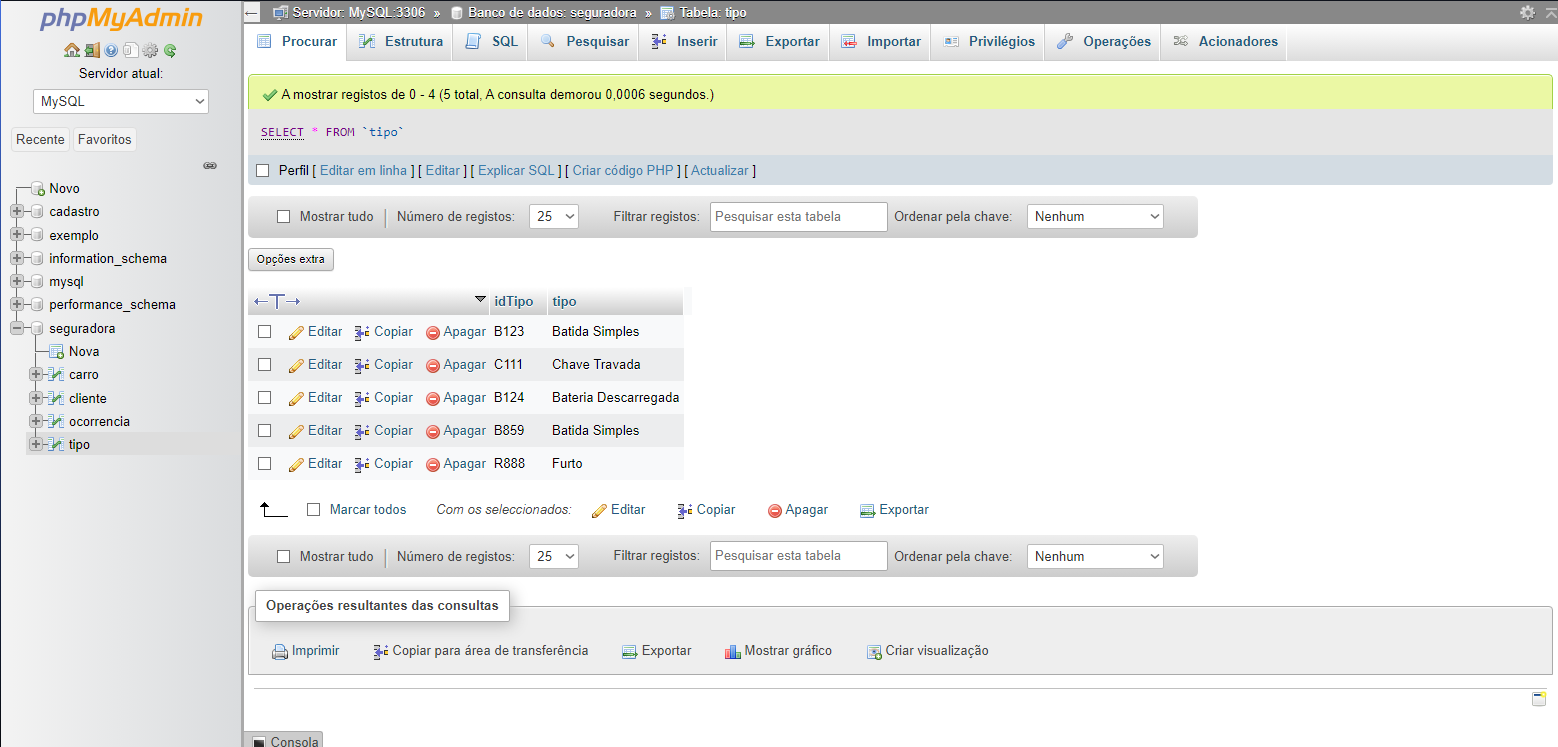 phpMyAdmin
Servidor atual:
MySQL
Recente Favoritos
Novo
cadastro
exemplo
information_schema
mysql
performance_schema
seguradora
Nova
carro
cliente
ocorrencia
tipo
Servidor: MySQL:3306 » Banco de dados: seguradora » Tabela: tipo
Procurar Estrutura SQL Pesquisar Inserir Exportar Importar Privilégios Operações Acionadores
A mostrar registos de 0 - 4 (5 total, A consulta demorou 0,0006 segundos.)
SELECT * FROM `tipo`
Perfil [ Editar em linha ] [ Editar ] [ Explicar SQL ] [ Criar código PHP ] [ Actualizar ]
Mostrar tudo Número de registos: 25 Filtrar registos: Pesquisar esta tabela Ordenar pela chave: Nenhum
Opções extra
←T→ idTipo tipo
Editar Copiar Apagar B123 Batida Simples
Editar Copiar Apagar C111 Chave Travada
Editar Copiar Apagar B124 Bateria Descarregada
Editar Copiar Apagar B859 Batida Simples
Editar Copiar Apagar R888 Furto
Marcar todos Com os seleccionados: Editar Copiar Apagar Exportar
Mostrar tudo Número de registos: 25 Filtrar registos: Pesquisar esta tabela Ordenar pela chave: Nenhum
Operações resultantes das consultas
Imprimir Copiar para área de transferência Exportar Mostrar gráfico Criar visualização
Consola